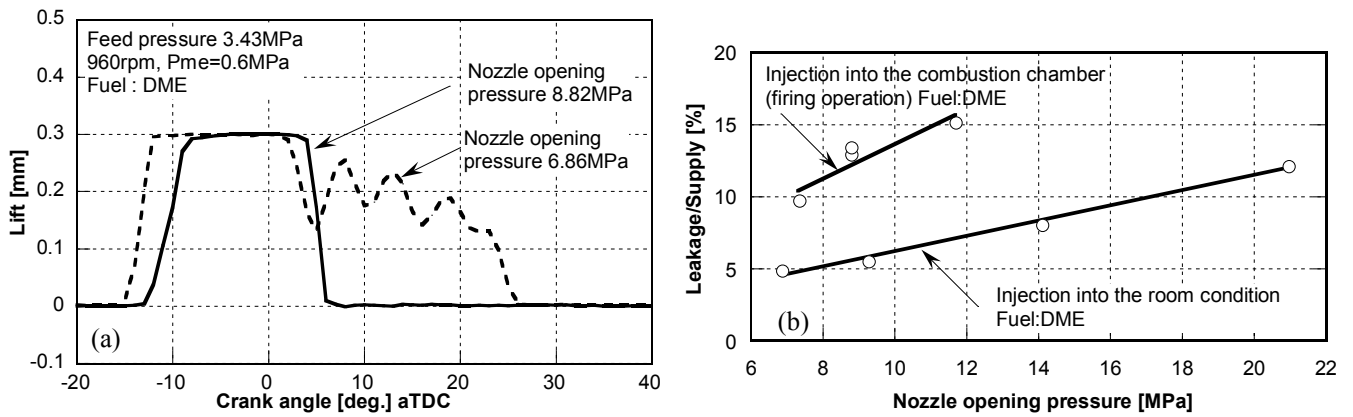 0.5
0.4
0.3
0.2
0.1
0
-0.1
Lift [mm]
Feed pressure 3.43MPa
960rpm, Pme=0.6MPa
Fuel : DME
Nozzle opening
pressure 8.82MPa
Nozzle opening
pressure 6.86MPa
(a)
-20 -10 0 10 20 30 40
Crank angle [deg.] aTDC
20
15
10
5
0
Leakage/Supply [%]
Injection into the combustion chamber
(firing operation) Fuel:DME
Injection into the room condition
Fuel:DME
(b)
6 8 10 12 14 16 18 20 22
Nozzle opening pressure [MPa]